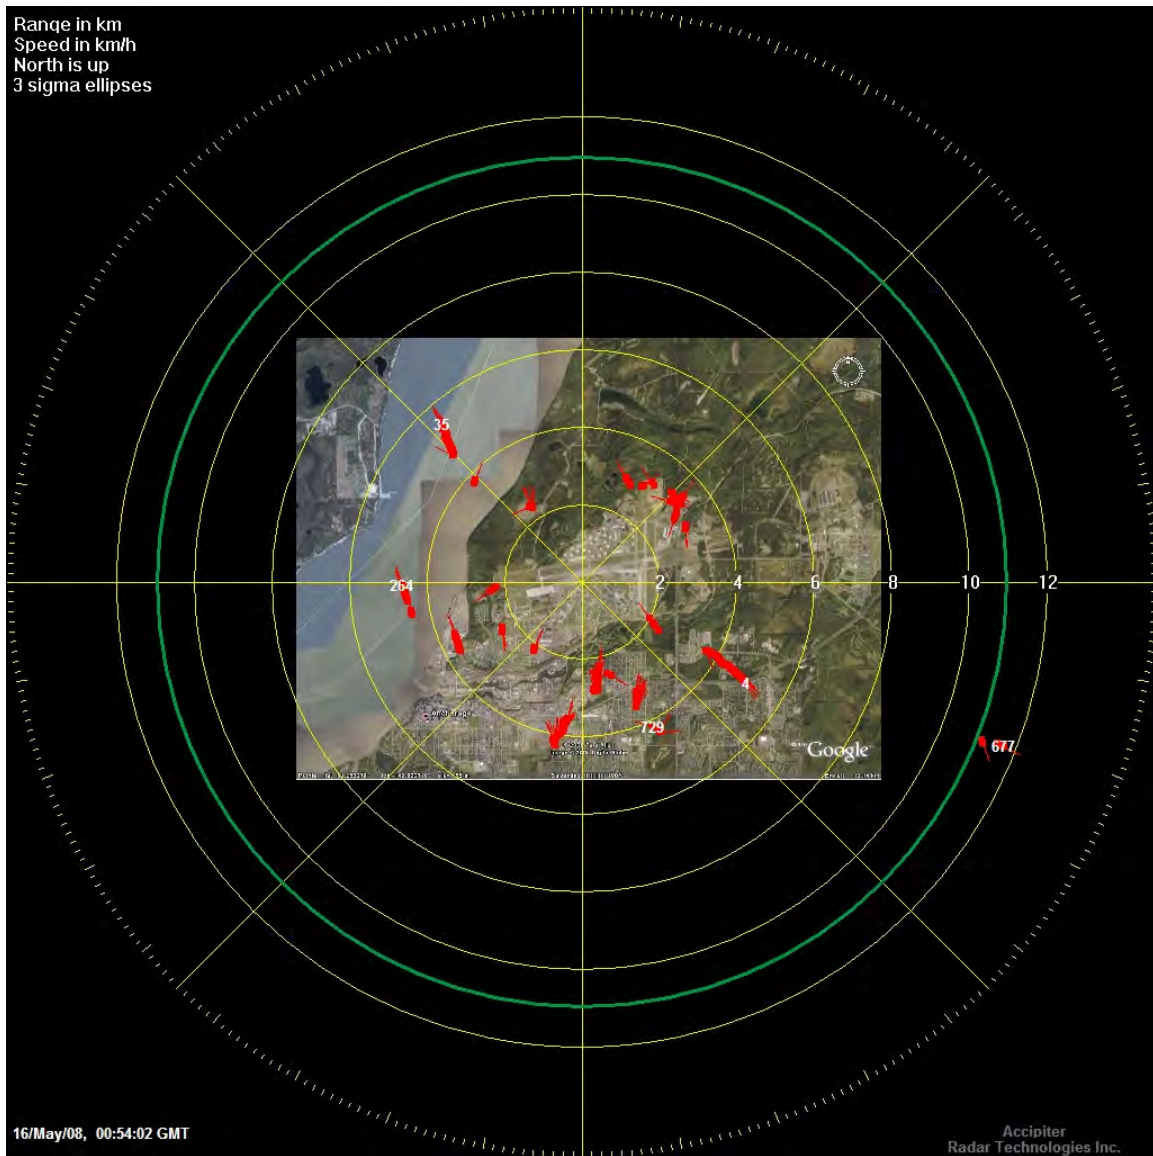 Range in km
Speed in km/h
North is up
3 sigma ellipses
35
264
2 4 6 8 10 12
4
729
677
Anchorage
Google
16/May/08, 00:54:02 GMT
Accipiter
Radar Technologies Inc.